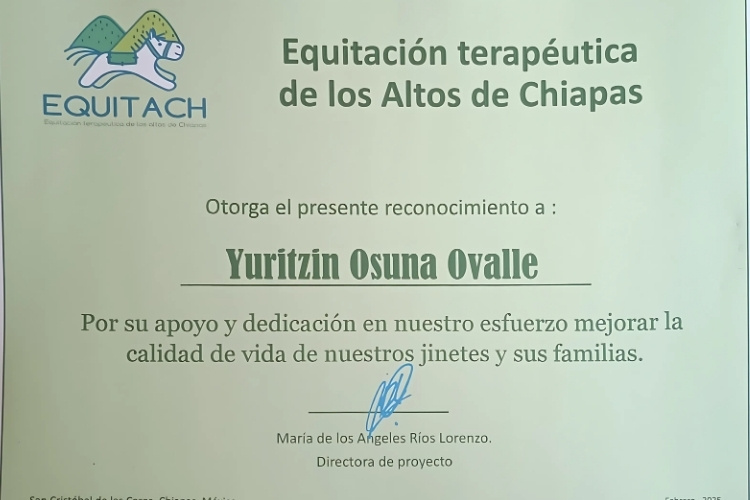 Equitación terapéutica
de los Altos de Chiapas
EQUITACH
Equitación terapéutica de los altos de Chiapas
Otorga el presente reconocimiento a :
Yuritzin Osuna Ovalle
Por su apoyo y dedicación en nuestro esfuerzo mejorar la
calidad de vida de nuestros jinetes y sus familias.
María de los Angeles Ríos Lorenzo.
Directora de proyecto
San Cristóbal de las Casas, Chiapas, México
Febrero, 2025